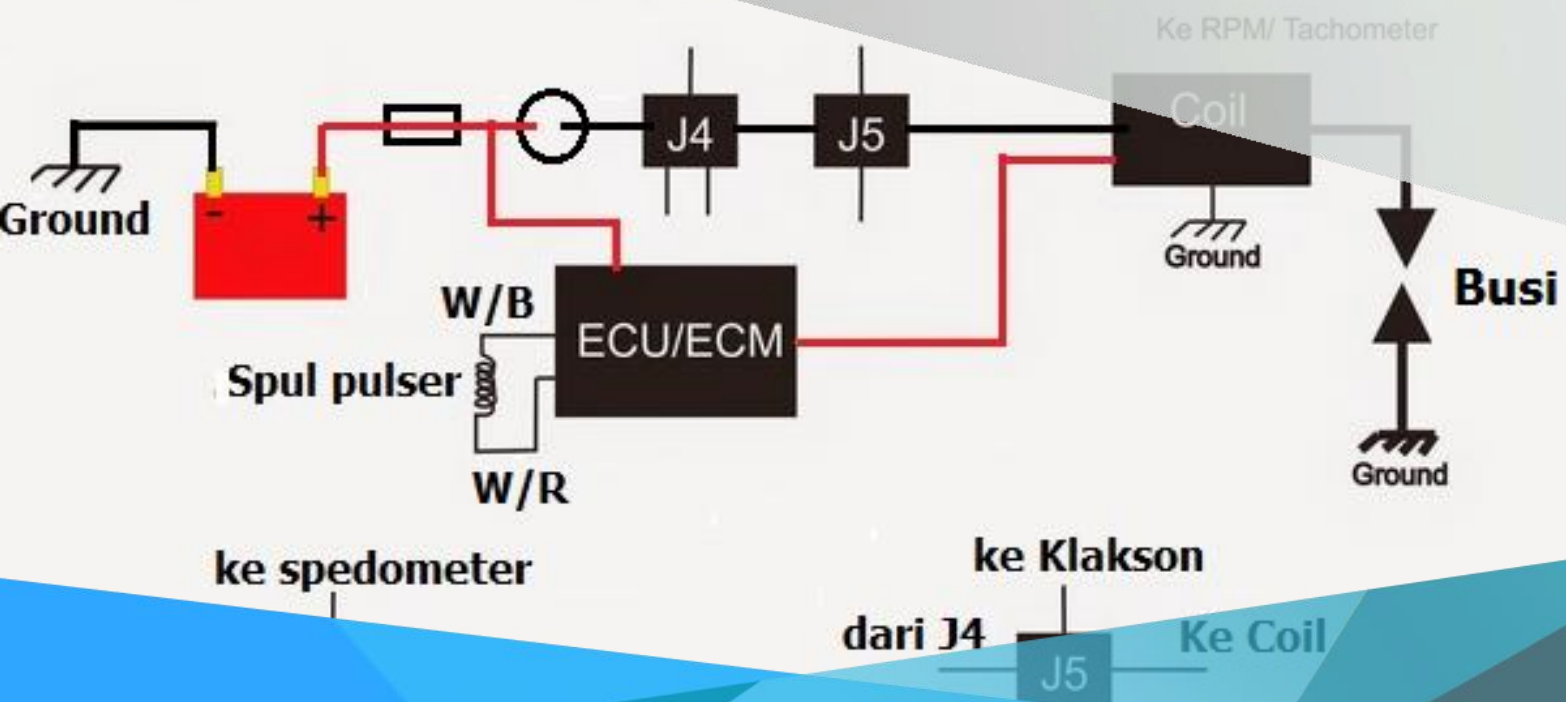 Ke RPM/ Tachometer
Coil
J4
J5
-
+
Ground
Ground
Busi
W/B
ECU/ECM
Spul pulser
W/R
Ground
ke spedometer
ke Klakson
dari J4
Ke Coil
J5